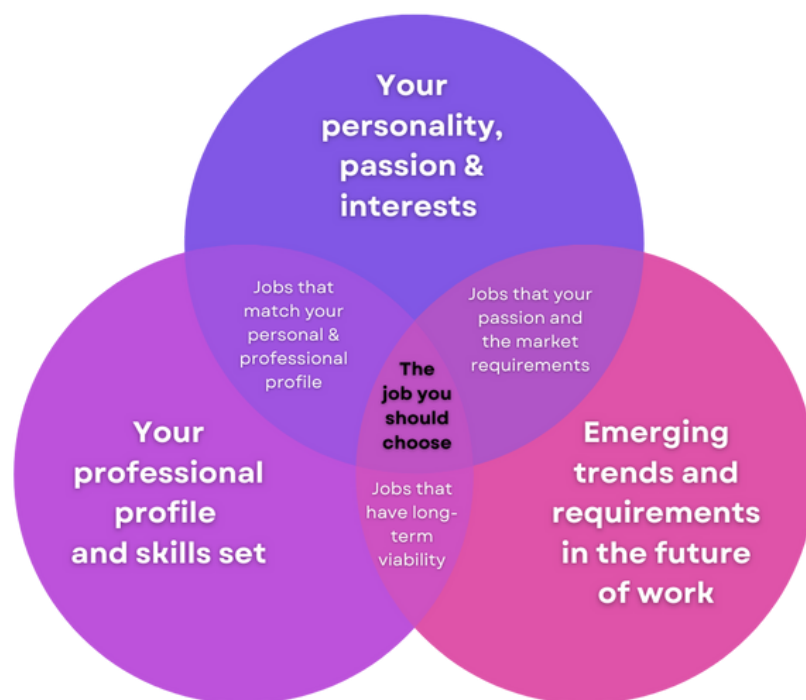 Your
personality,
passion &
interests
Jobs that
match your
personal &
professional
profile
Jobs that your
passion and
the market
requirements
The
job you
should
choose
Your
professional
profile
and skills set
Emerging
trends and
requirements
in the future
of work
Jobs that
have long-
term
viability